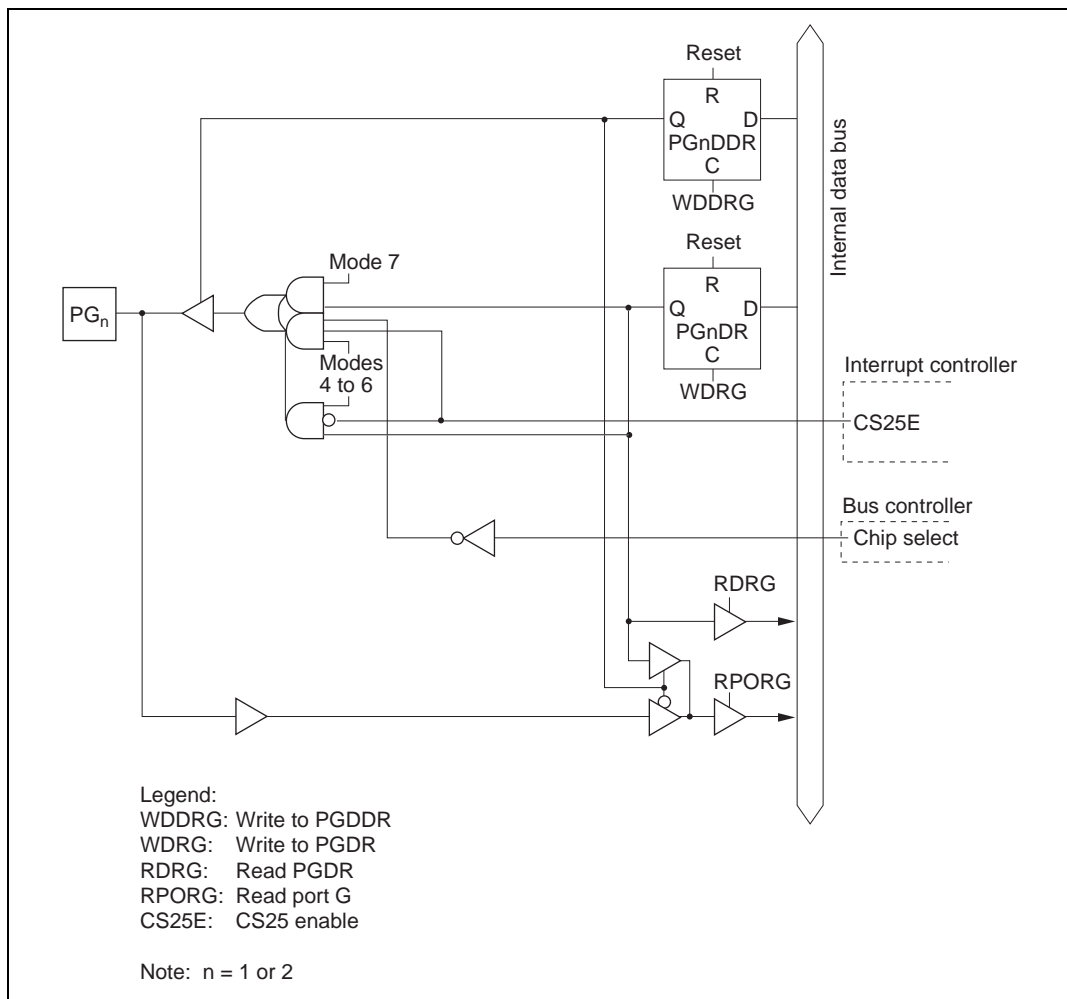 Reset
R
Q D
PGnDDR
C
WDDRG
Internal data bus
Reset
Mode 7
R
Q D
PGnDR
C
WDRG
PGn
Modes
4 to 6
Interrupt controller
CS25E
Bus controller
Chip select
RDRG
RPORG
Legend:
WDDRG: Write to PGDDR
WDRG: Write to PGDR
RDRG: Read PGDR
RPORG: Read port G
CS25E: CS25 enable
Note: n = 1 or 2